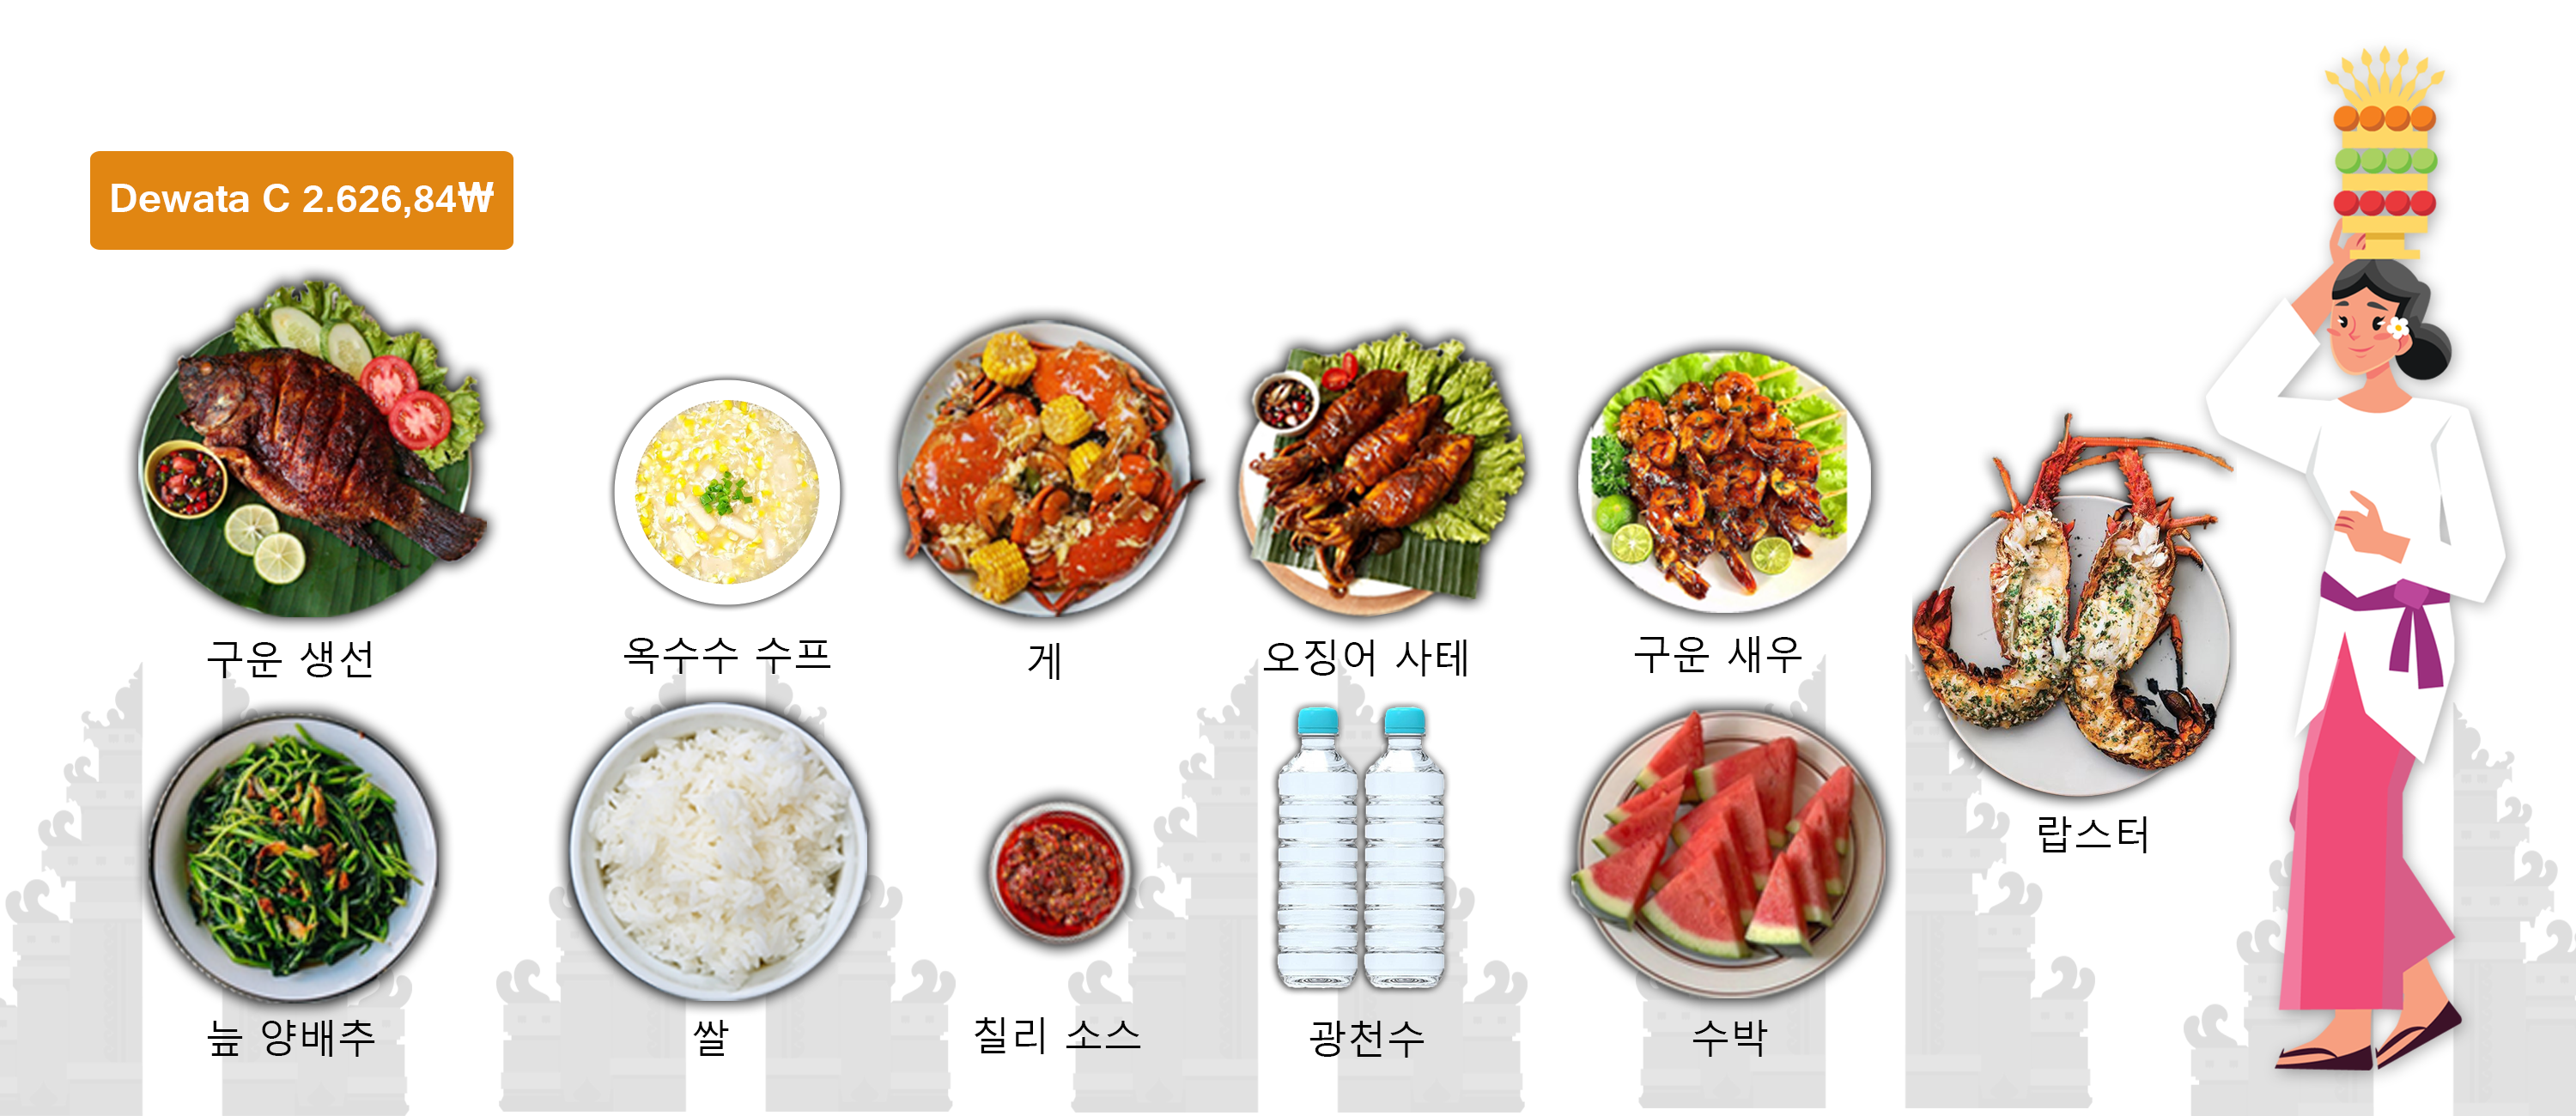 Dewata C 2.626,84₩
구운 생선
옥수수 수프
게
오징어 사테
구운 새우
랍스터
늪 양배추
쌀
칠리 소스
광천수
수박